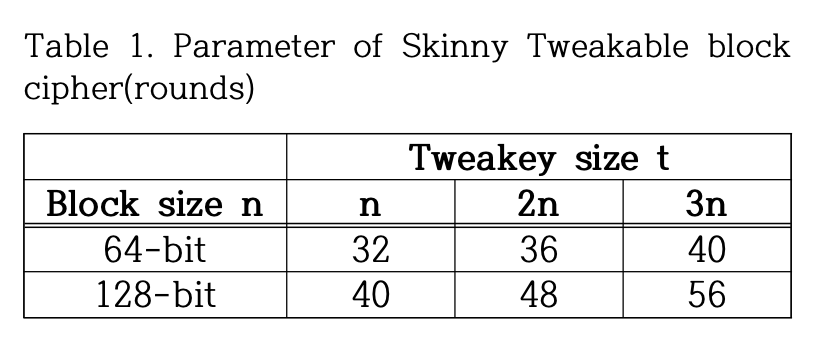 Table 1. Parameter of Skinny Tweakable block
cipher(rounds)
Tweakey size t
Block size n n 2n 3n
64-bit 32 36 40
128-bit 40 48 56